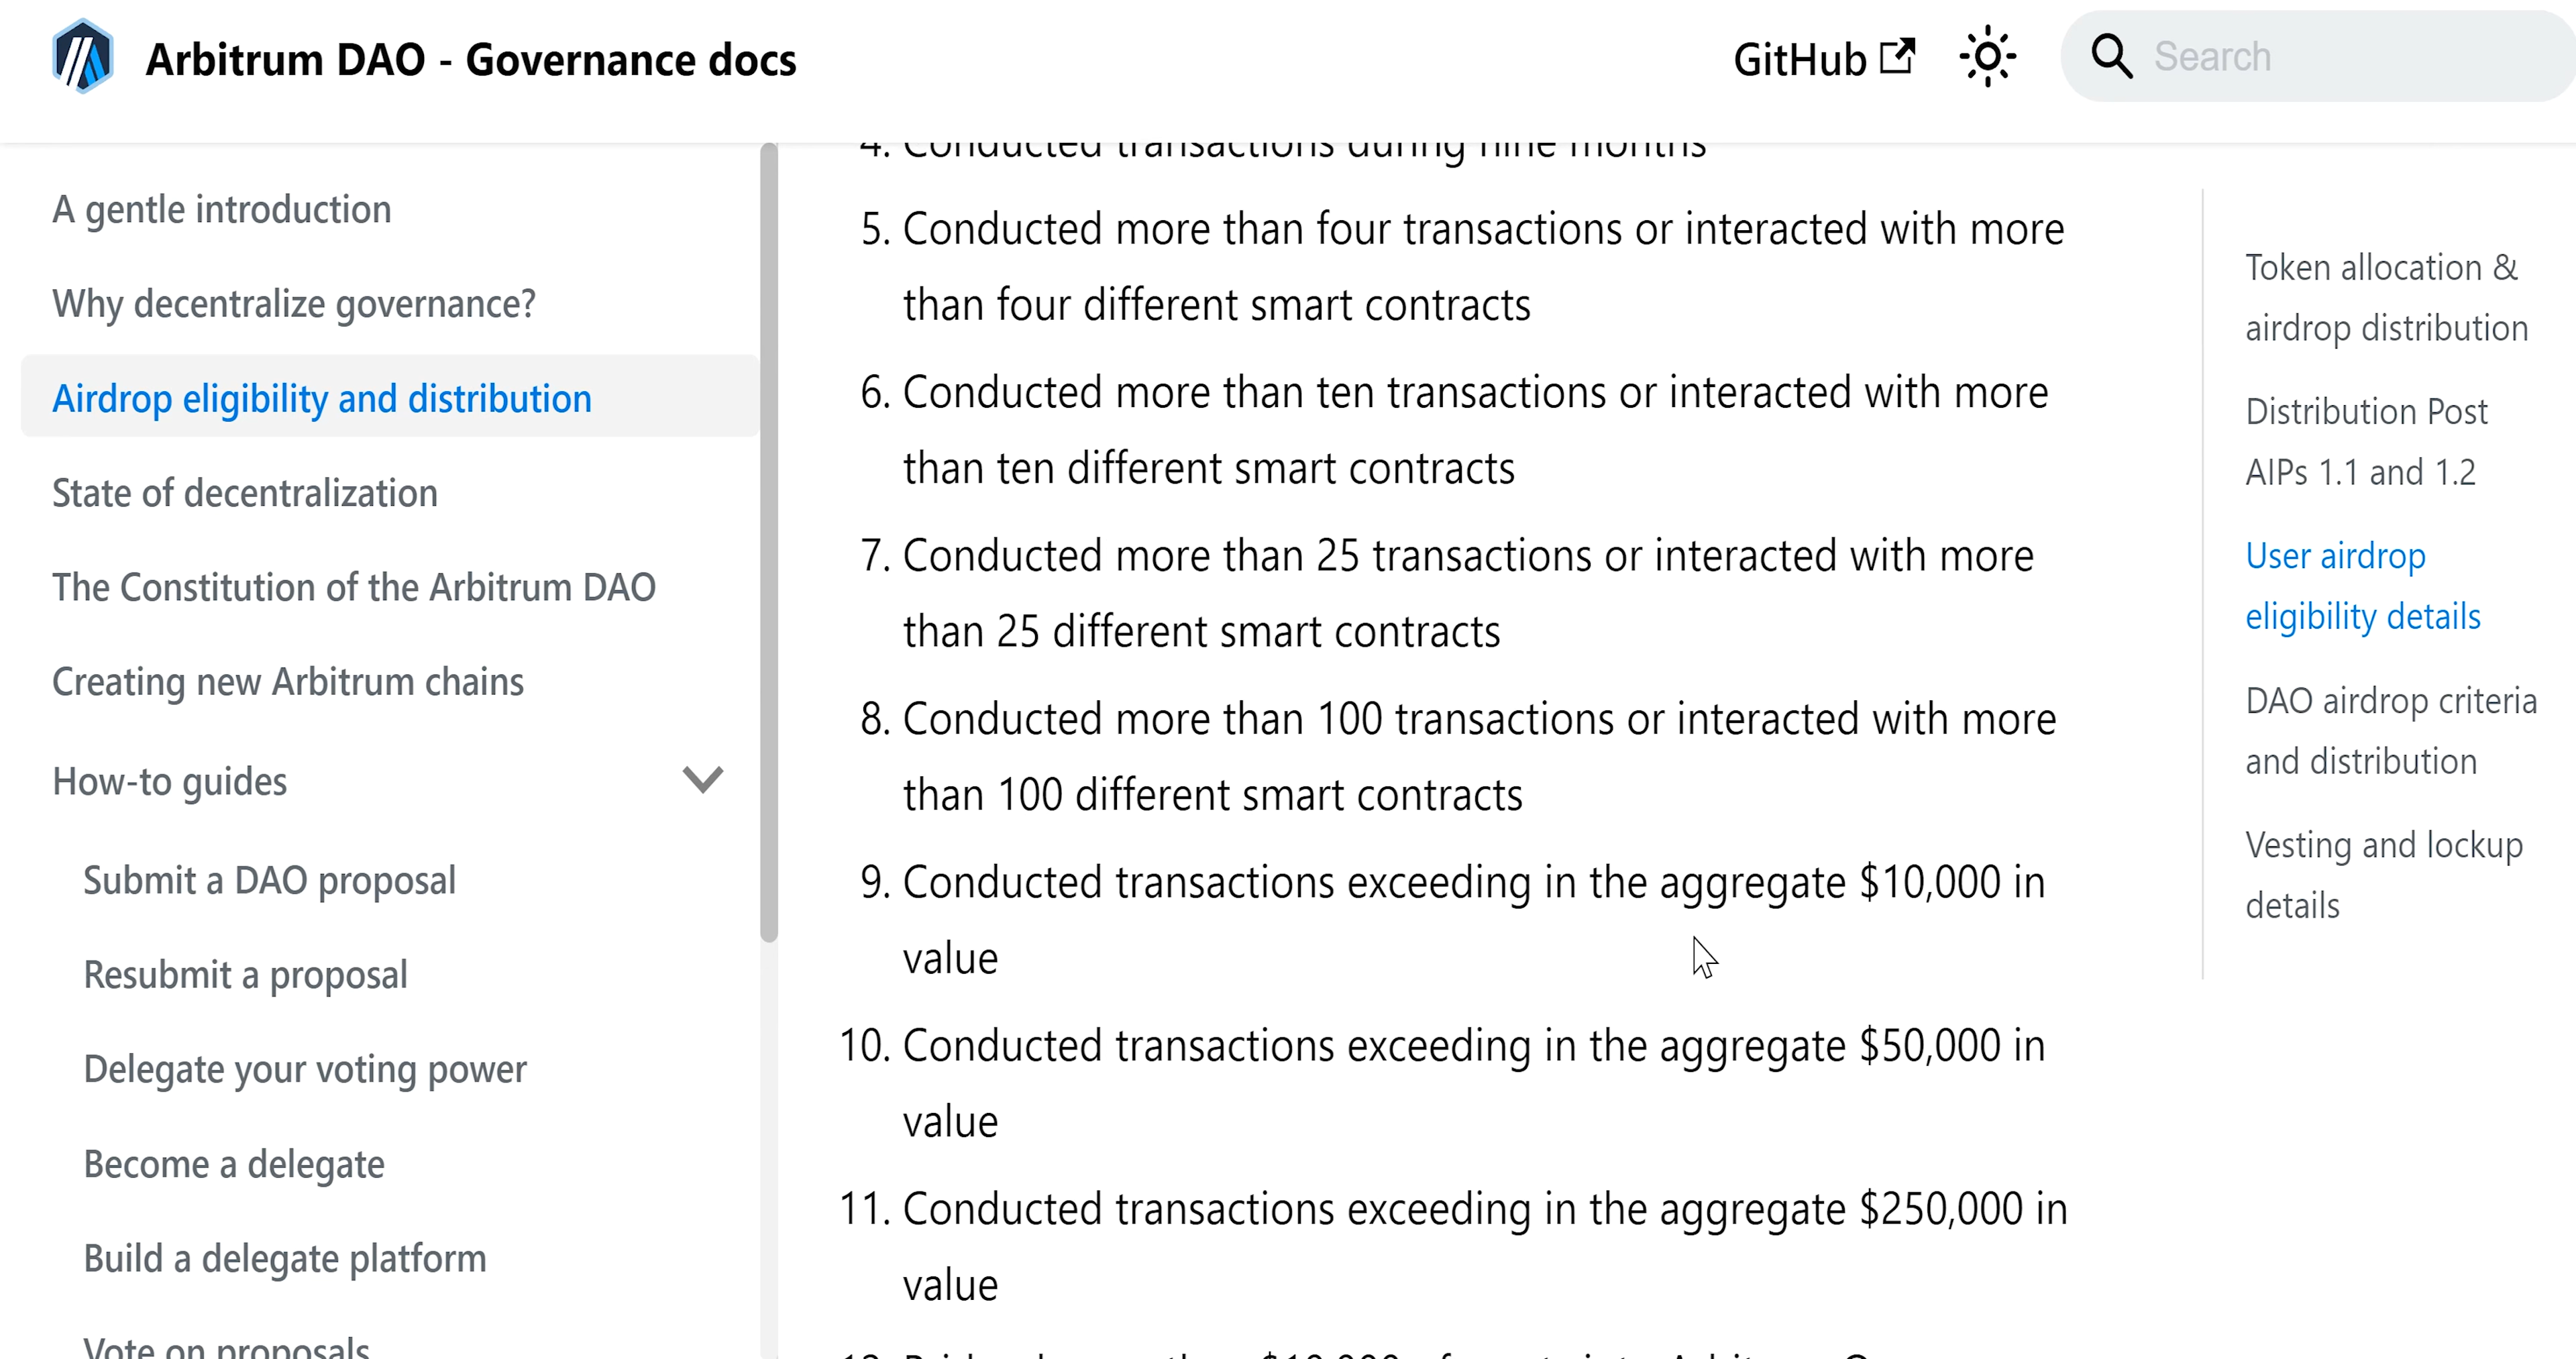 Arbitrum DAO - Governance docs
GitHub
Search
A gentle introduction
Why decentralize governance?
Airdrop eligibility and distribution
State of decentralization
The Constitution of the Arbitrum DAO
Creating new Arbitrum chains
How-to guides
Submit a DAO proposal
Resubmit a proposal
Delegate your voting power
Become a delegate
Build a delegate platform
Vote on proposals
4. Conducted transactions during nine months
5. Conducted more than four transactions or interacted with more
than four different smart contracts
6. Conducted more than ten transactions or interacted with more
than ten different smart contracts
7. Conducted more than 25 transactions or interacted with more
than 25 different smart contracts
8. Conducted more than 100 transactions or interacted with more
than 100 different smart contracts
9. Conducted transactions exceeding in the aggregate $10,000 in
value
10. Conducted transactions exceeding in the aggregate $50,000 in
value
11. Conducted transactions exceeding in the aggregate $250,000 in
value
Token allocation &
airdrop distribution
Distribution Post
AIPs 1.1 and 1.2
User airdrop
eligibility details
DAO airdrop criteria
and distribution
Vesting and lockup
details